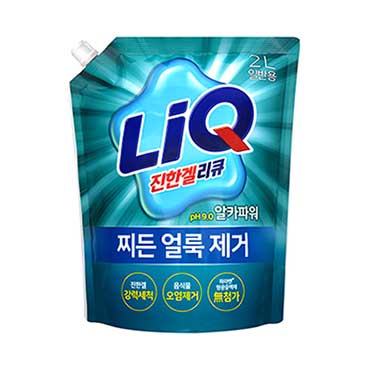 2L
일반용
LiQ
진한겔리큐
pH 9.0 알카파워
찌든 얼룩 제거
진한겔
강력세척
음식물
오염제거
형광증백제
無첨가